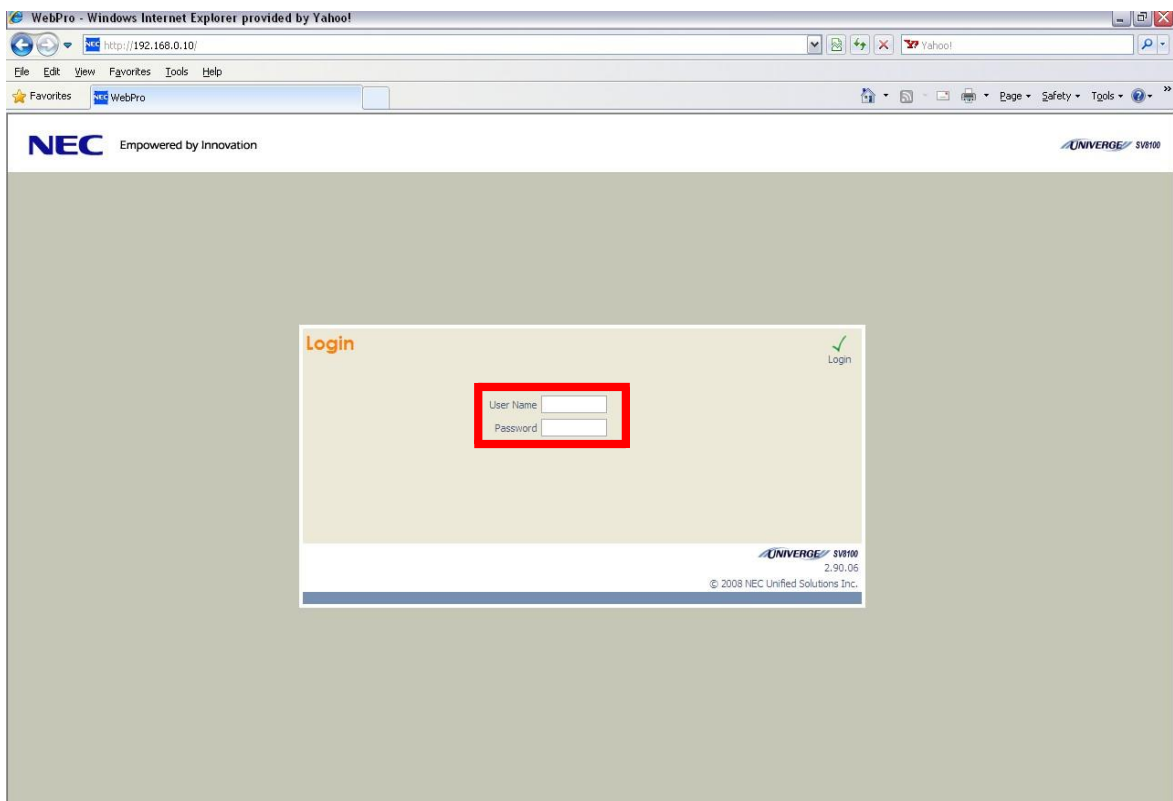 WebPro - Windows Internet Explorer provided by Yahoo!
NEC http://192.168.0.10/ Yahoo!
File Edit View Favorites Tools Help
Favorites NEC WebPro Page Safety Tools »
NEC Empowered by Innovation UNIVERGE SV8100
Login
Login
User Name
Password
UNIVERGE SV8100
2.90.06
© 2008 NEC Unified Solutions Inc.